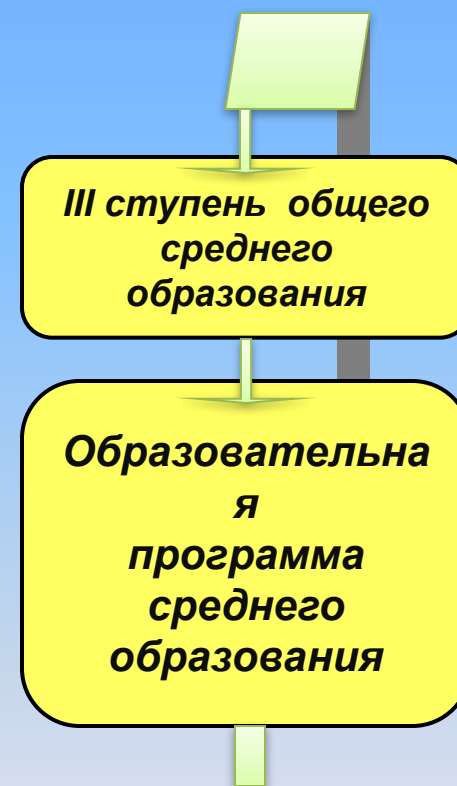 III ступень общего
среднего
образования
Образовательна
я
программа
среднего
образования